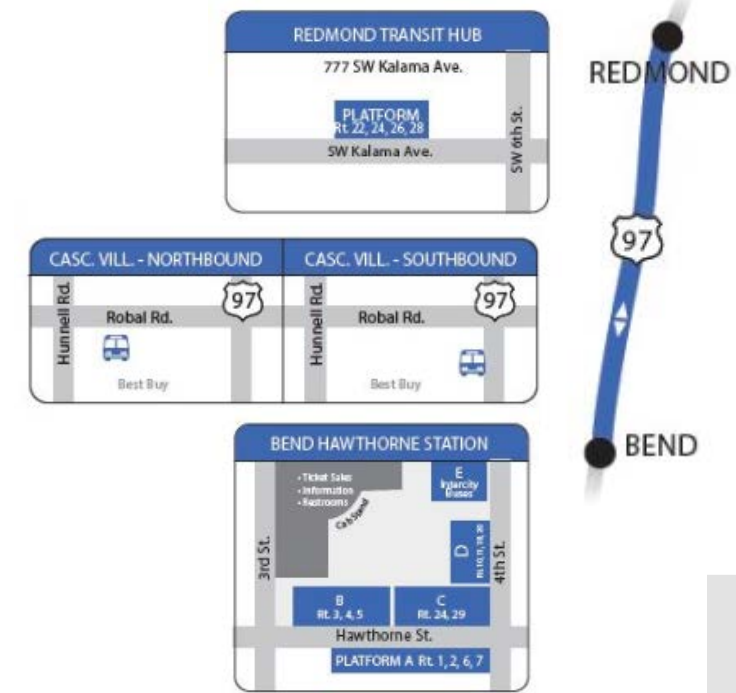 REDMOND TRANSIT HUB
777 SW Kalama Ave.
PLATFORM
Rt. 22, 24, 26, 28
SW Kalama Ave.
SW 6th St.
REDMOND
97
BEND
CASC. VILL. - NORTHBOUND
Hunnell Rd.
Robal Rd.
97
Best Buy
CASC. VILL. - SOUTHBOUND
Hunnell Rd.
Robal Rd.
97
Best Buy
BEND HAWTHORNE STATION
• Ticket Sales
• Information
• Restrooms
Cab Stand
E
Intercity
Buses
D
3rd St.
4th St.
B
Rt. 3, 4, 5
C
Rt. 24, 29
Hawthorne St.
PLATFORM A Rt. 1, 2, 6, 7